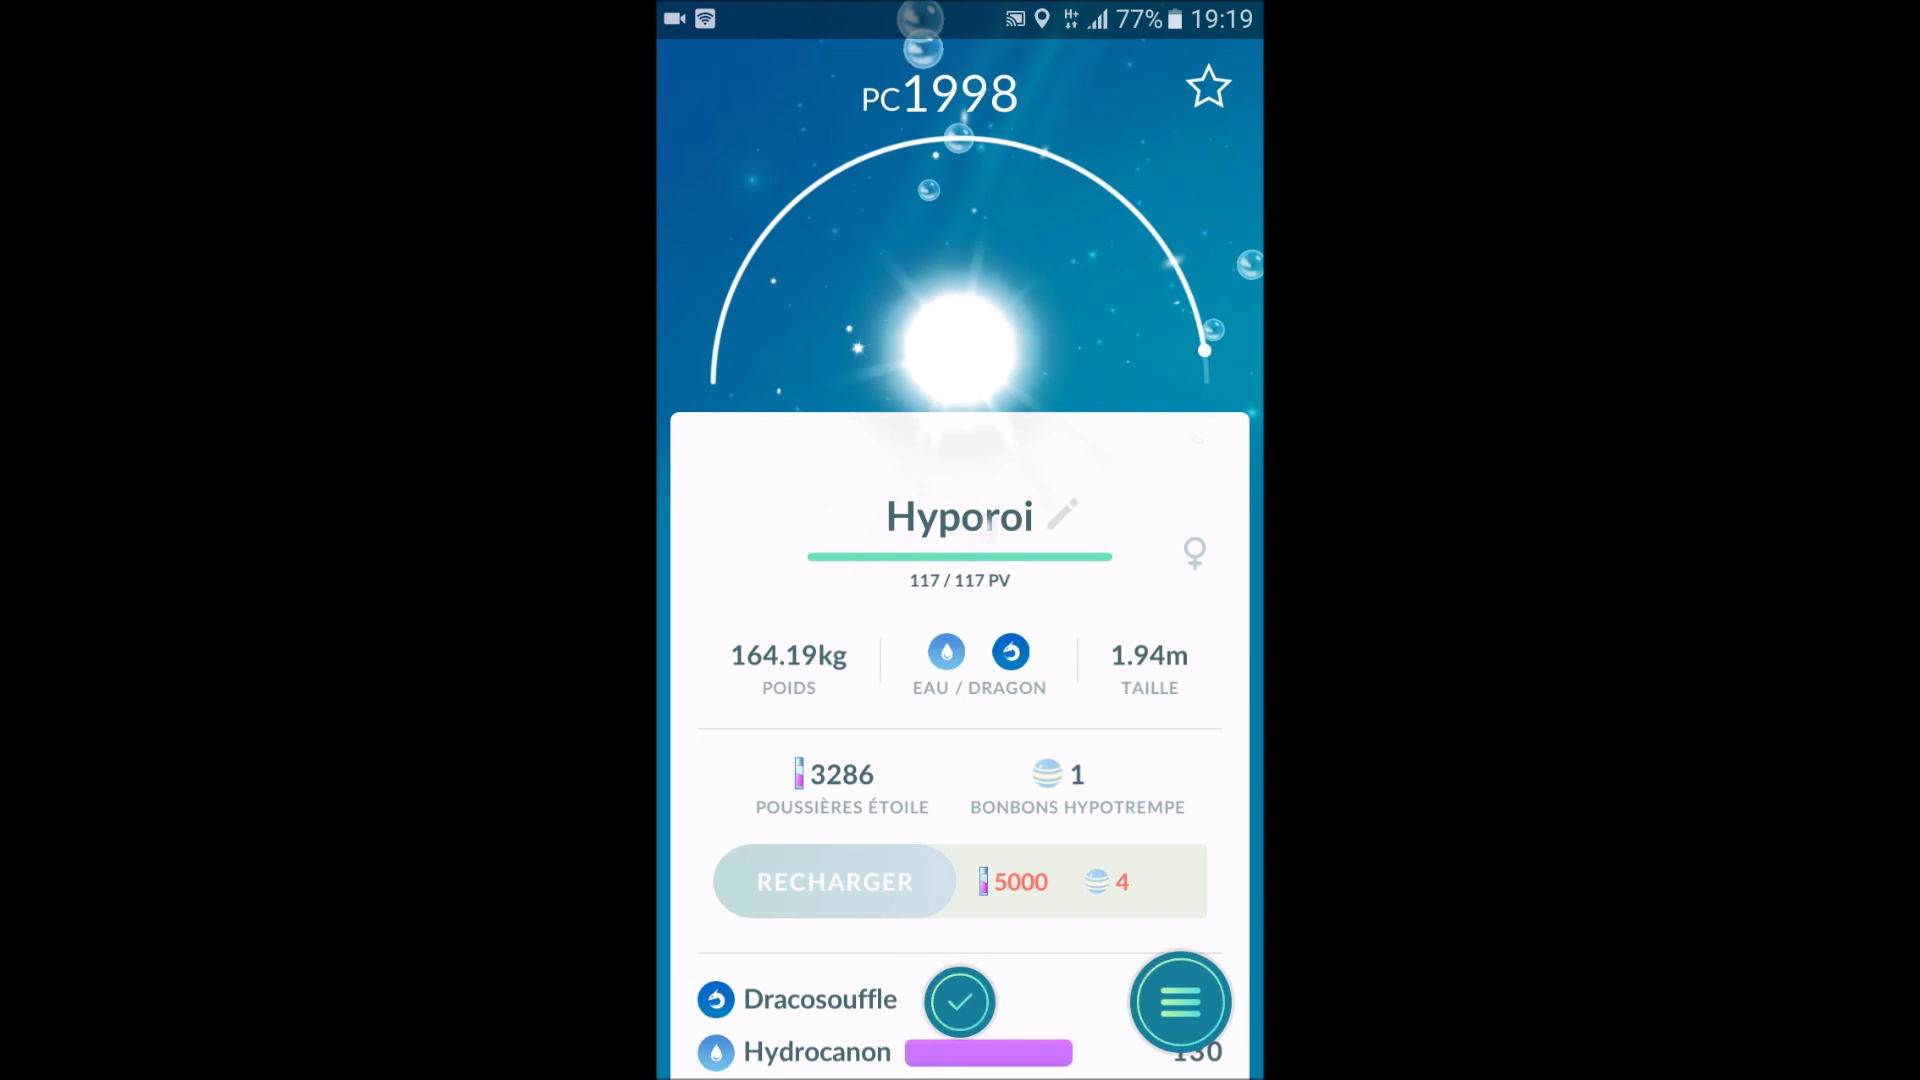 H+ 77% 19:19
PC1998
Hyporoi
117 / 117 PV
164.19kg
POIDS
EAU / DRAGON
1.94m
TAILLE
3286
POUSSIÈRES ÉTOILE
1
BONBONS HYPOTREMPE
RECHARGER 5000 4
Dracosouffle
Hydrocanon 130